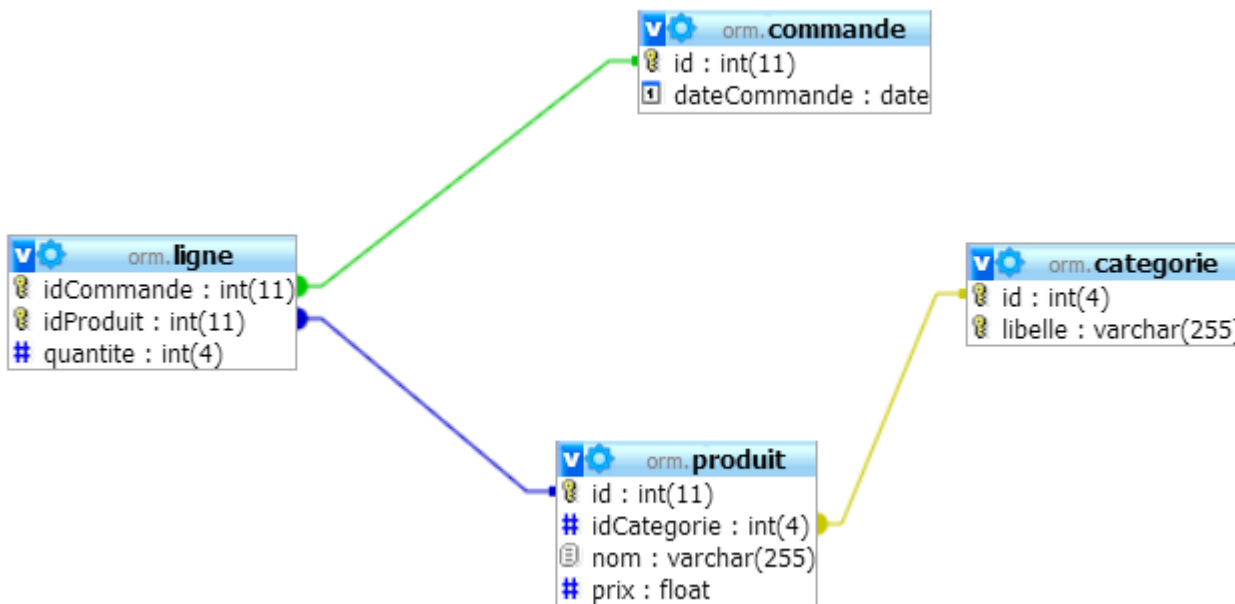 orm.commande
id : int(11)
dateCommande : date
orm.ligne
idCommande : int(11)
idProduit : int(11)
# quantite : int(4)
orm.categorie
id : int(4)
libelle : varchar(255)
orm.produit
id : int(11)
# idCategorie : int(4)
nom : varchar(255)
# prix : float